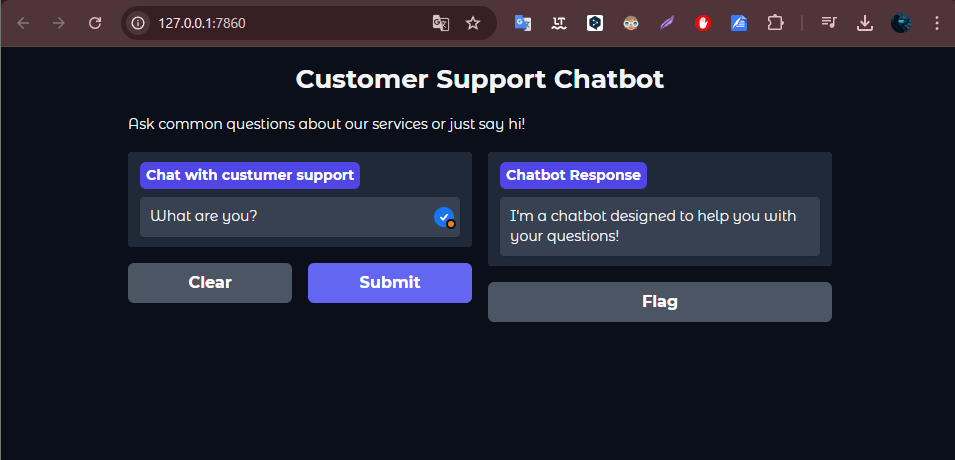 127.0.0.1:7860
Customer Support Chatbot
Ask common questions about our services or just say hi!
Chat with custumer support
What are you?
Clear
Submit
Chatbot Response
I'm a chatbot designed to help you with
your questions!
Flag